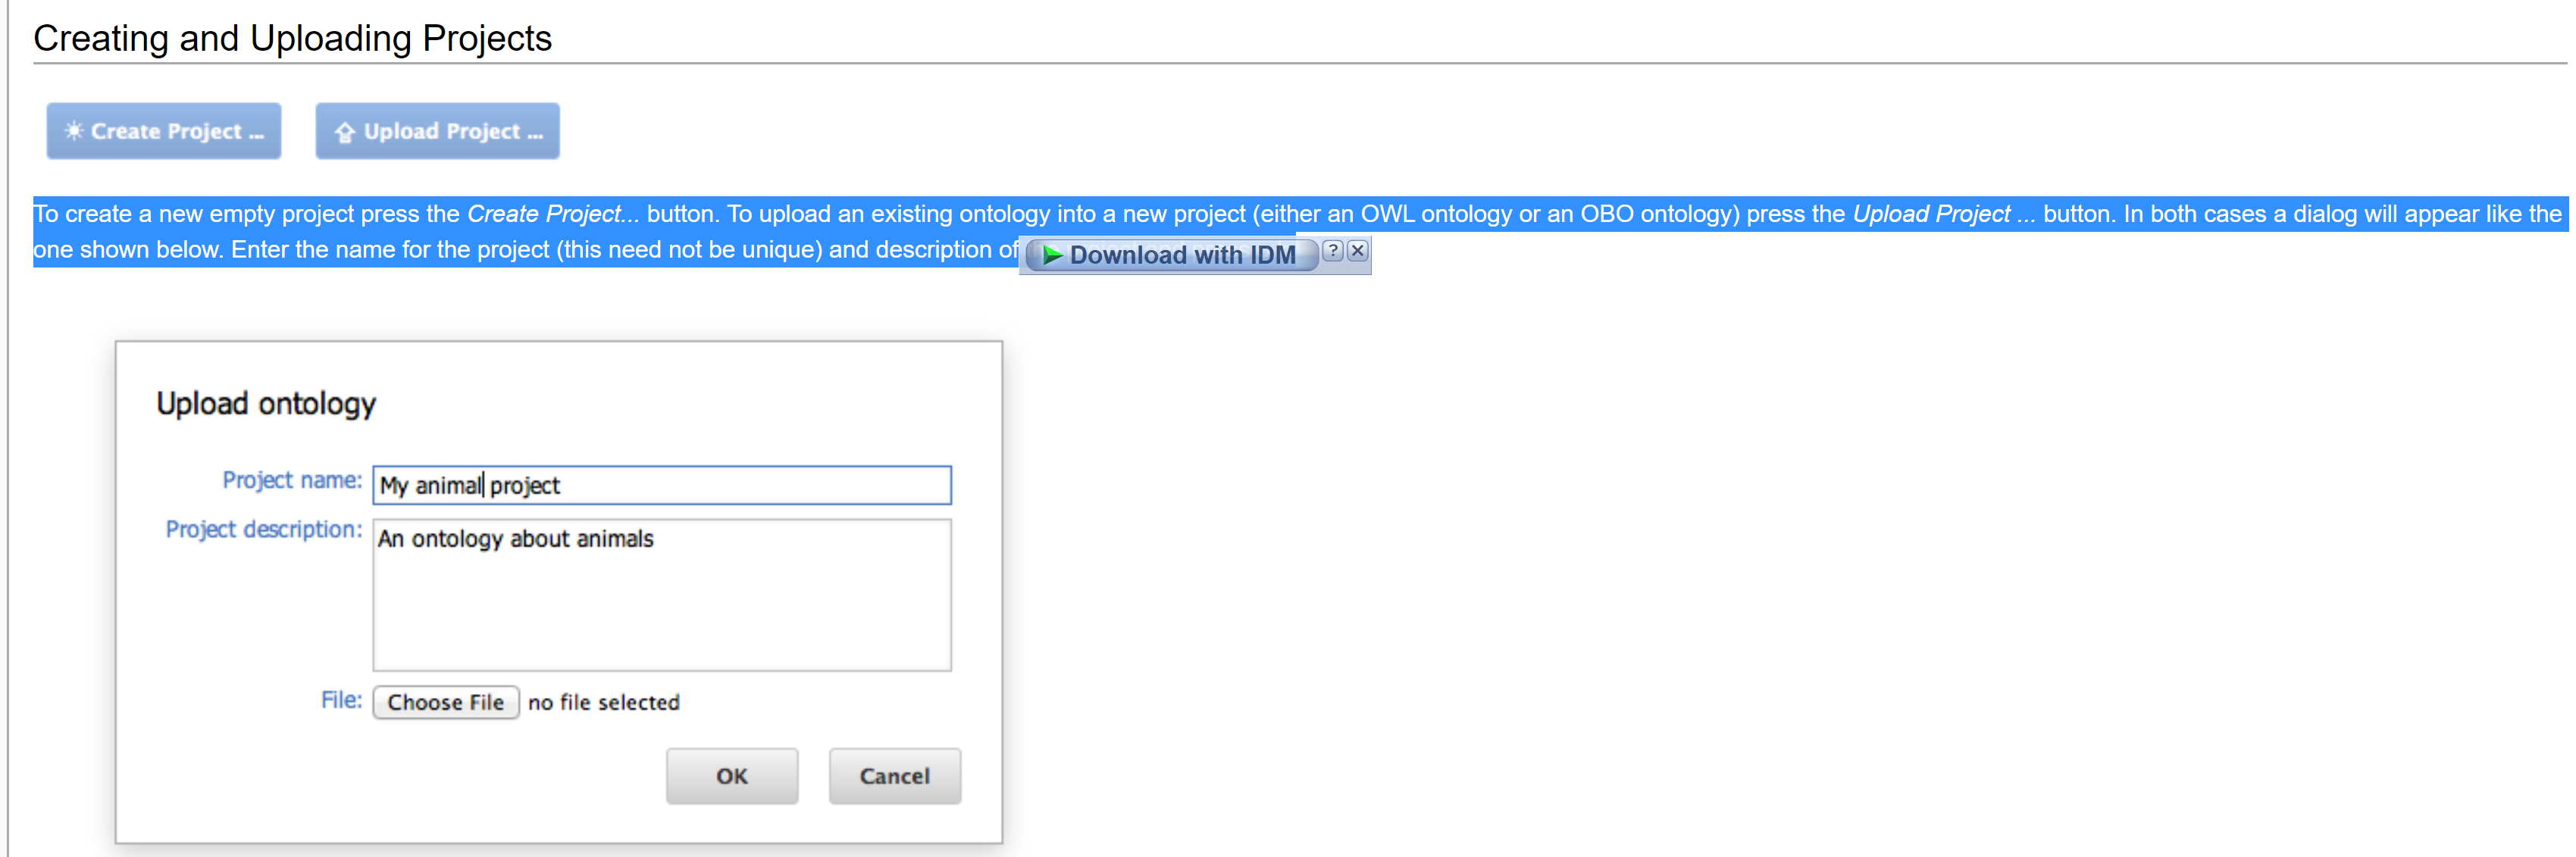 Creating and Uploading Projects
Create Project ... Upload Project ...
To create a new empty project press the Create Project... button. To upload an existing ontology into a new project (either an OWL ontology or an OBO ontology) press the Upload Project ... button. In both cases a dialog will appear like the
one shown below. Enter the name for the project (this need not be unique) and description of
Download with IDM ? X
Upload ontology
Project name: My animal project
Project description: An ontology about animals
File: Choose File no file selected
OK Cancel